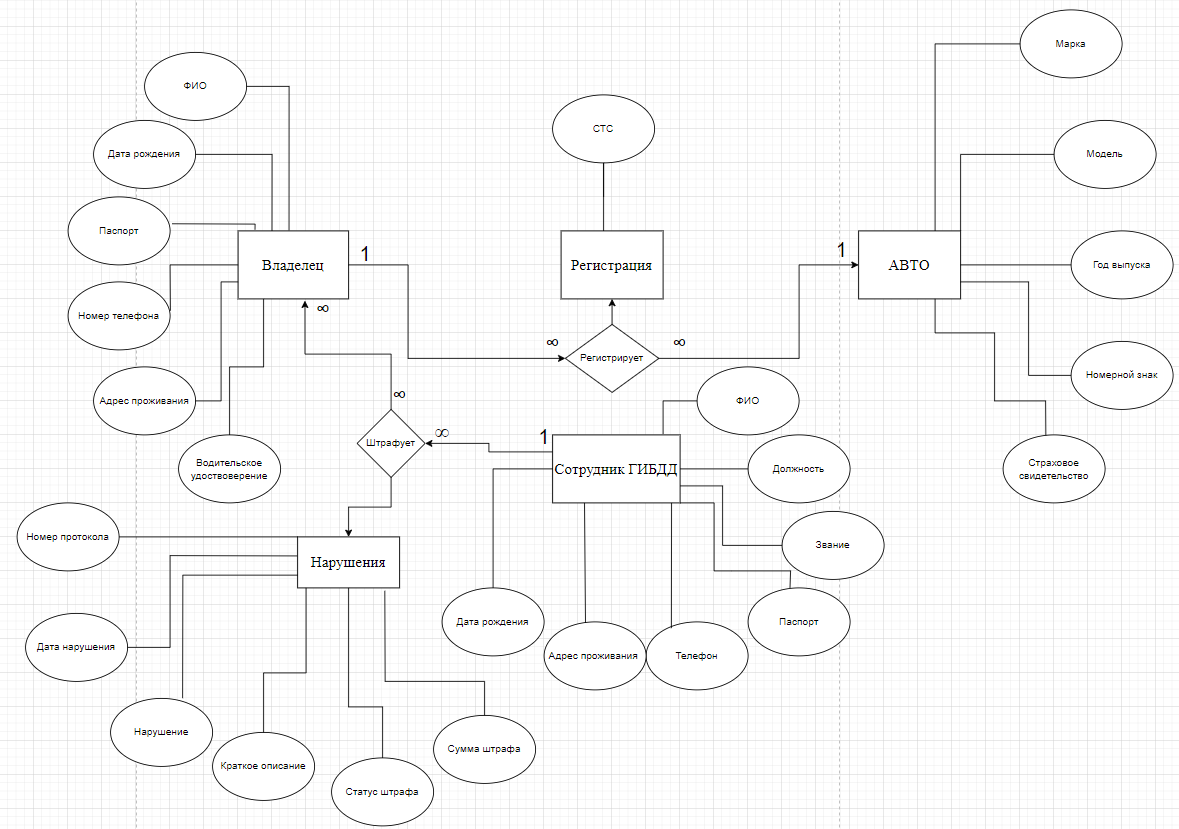 Марка
ФИО
СТС
Дата рождения
Модель
Паспорт
Владелец
1
Регистрация
1
АВТО
Год выпуска
∞
Номер телефона
∞
Регистрирует
∞
Номерной знак
Адрес проживания
∞
ФИО
Штрафует
∞
1
Сотрудник ГИБДД
Должность
Водительское
удостоверение
Страховое
свидетельство
Номер протокола
Звание
Нарушения
Дата рождения
Паспорт
Дата нарушения
Адрес проживания
Телефон
Нарушение
Сумма штрафа
Краткое описание
Статус штрафа